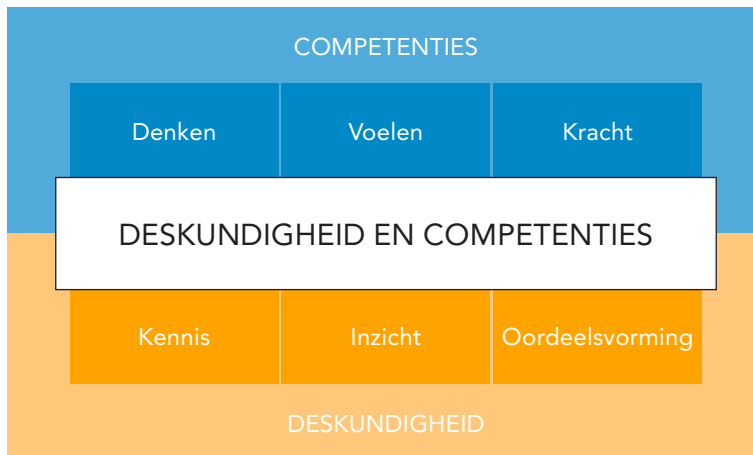 COMPETENTIES
Denken Voelen Kracht
DESKUNDIGHEID EN COMPETENTIES
Kennis Inzicht Oordeelsvorming
DESKUNDIGHEID